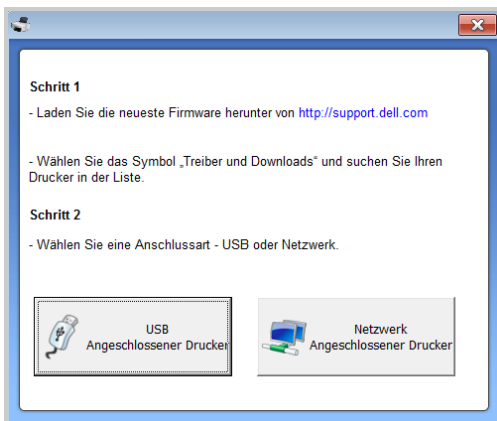 Schritt 1
- Laden Sie die neueste Firmware herunter von http://support.dell.com
- Wählen Sie das Symbol „Treiber und Downloads“ und suchen Sie Ihren
Drucker in der Liste.
Schritt 2
- Wählen Sie eine Anschlussart - USB oder Netzwerk.
USB
Angeschlossener Drucker
Netzwerk
Angeschlossener Drucker